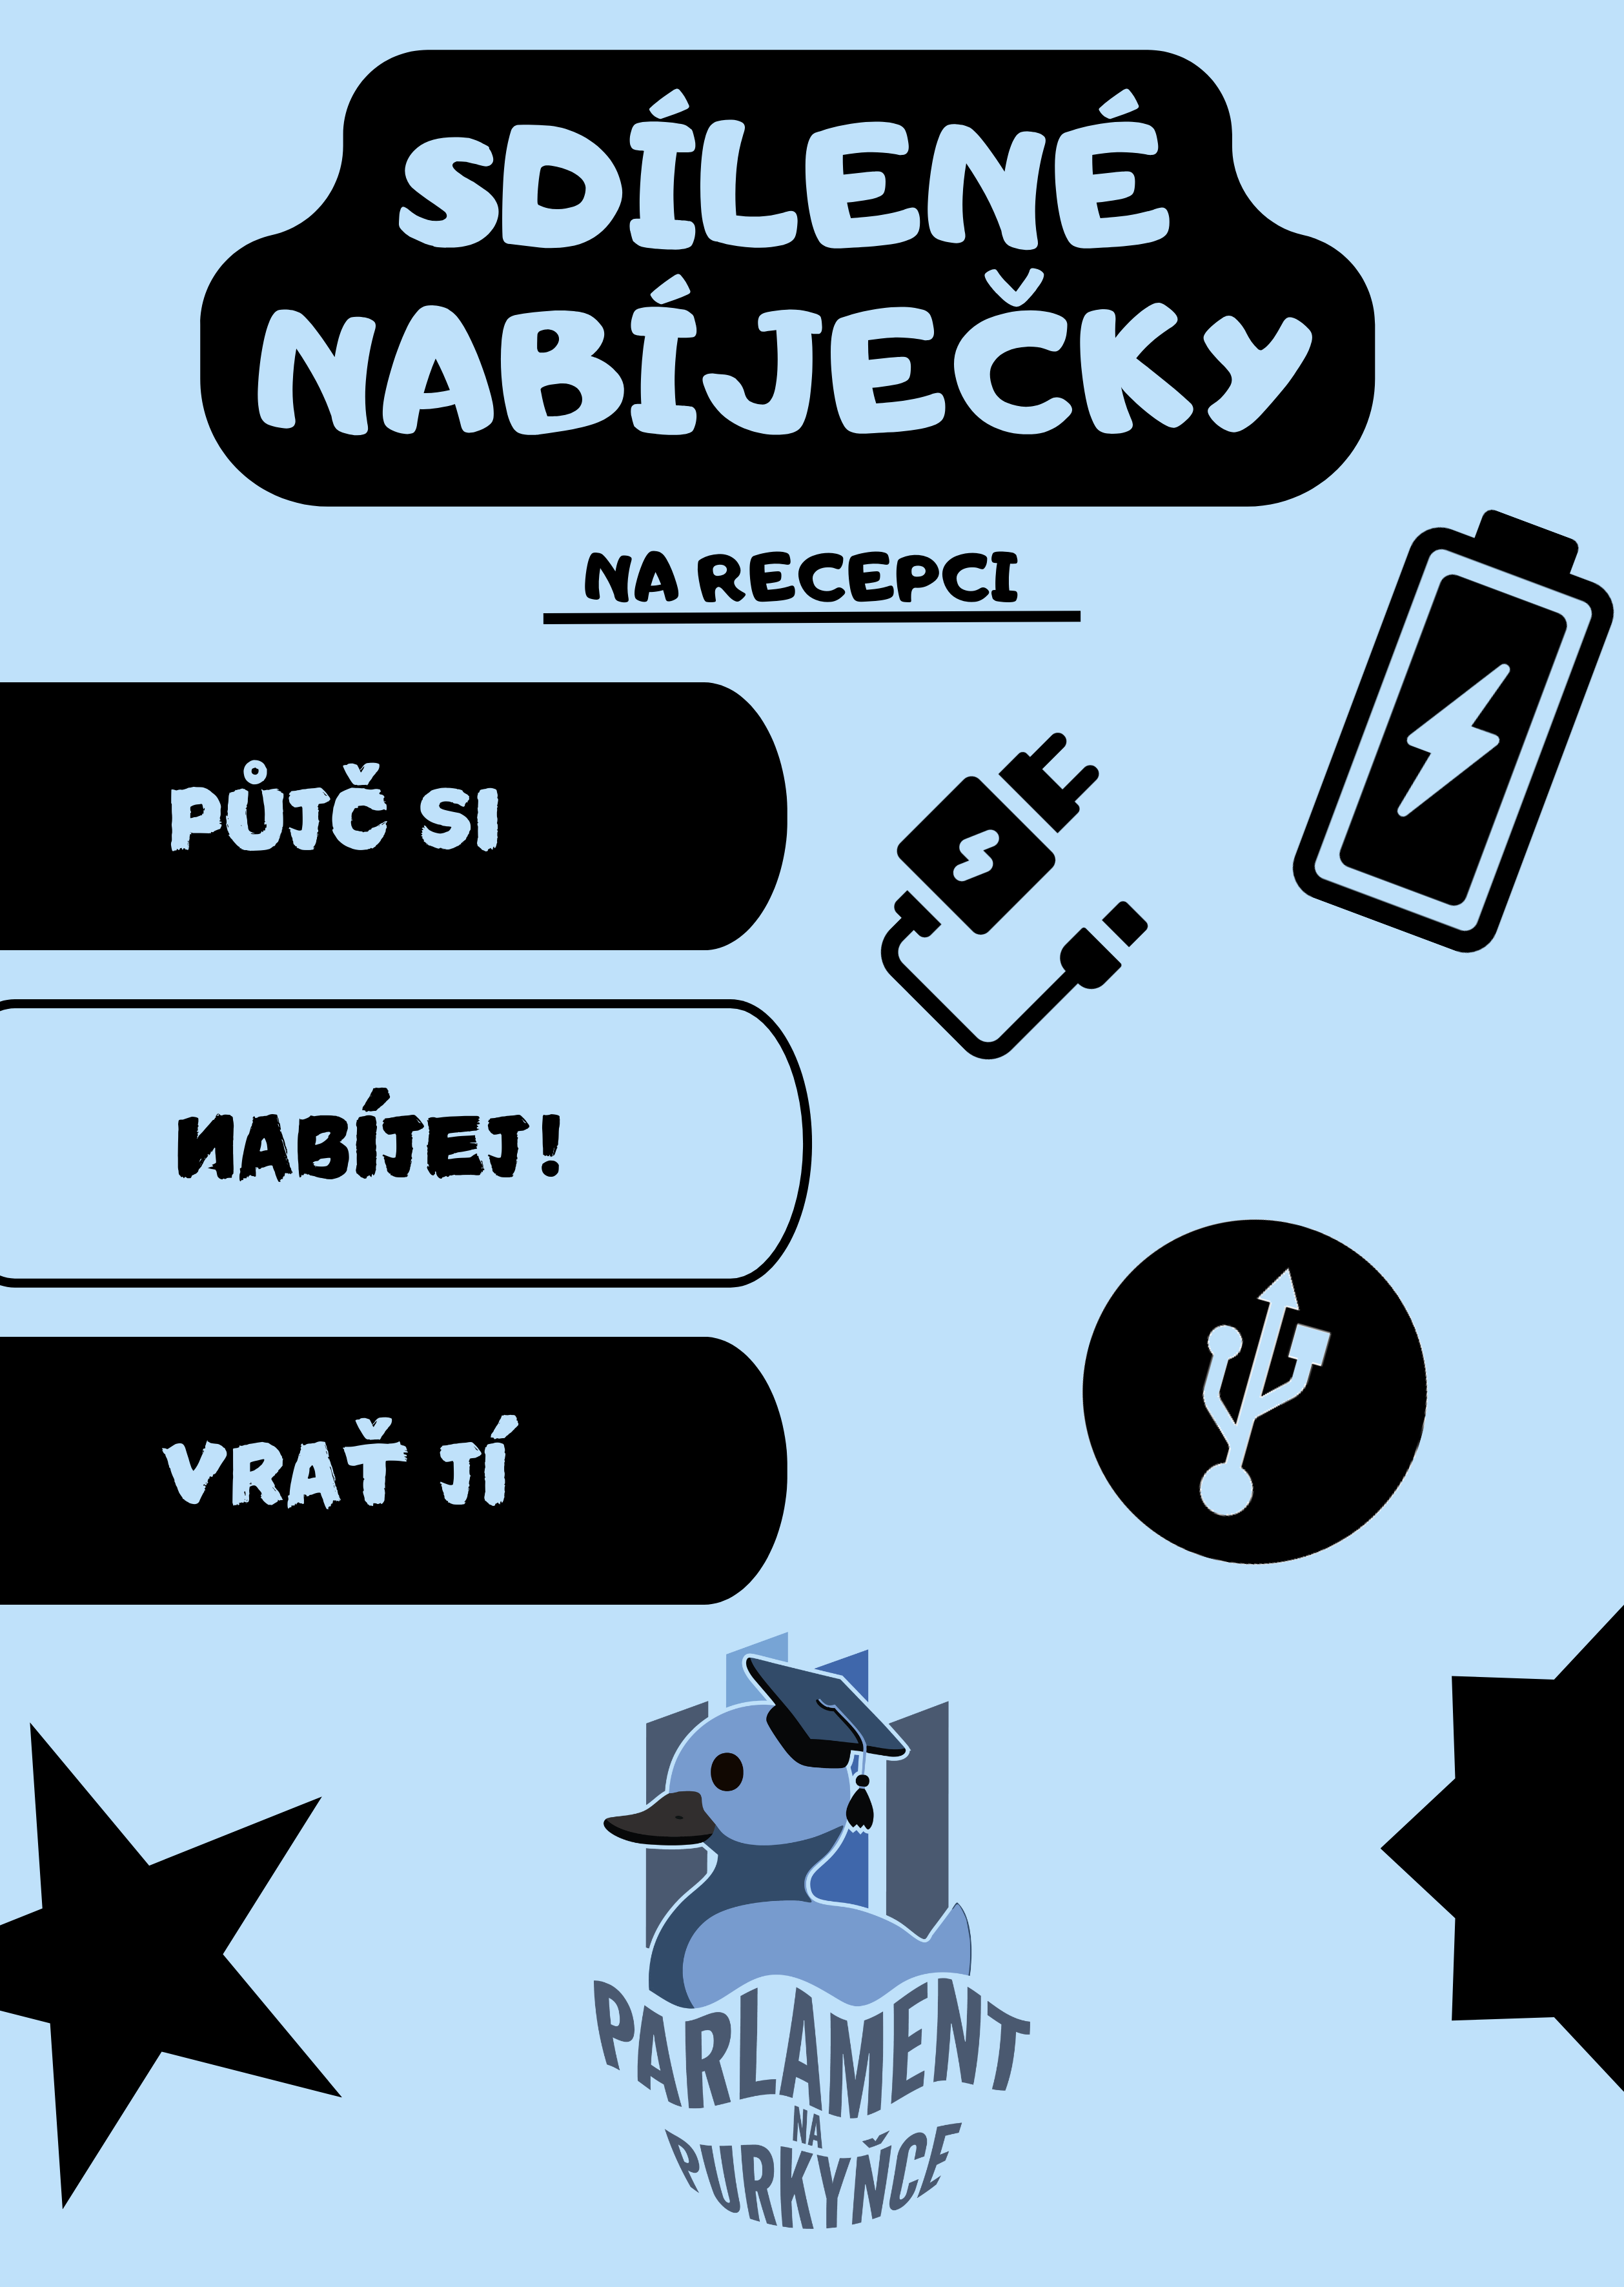 SDÍLENÉ
NABÍJEČKY
NA RECEPCI
PŮJČ SI
NABÍJEJ!
VRAŤ JÍ
PARLAMENT
NA
PURKYŇCE